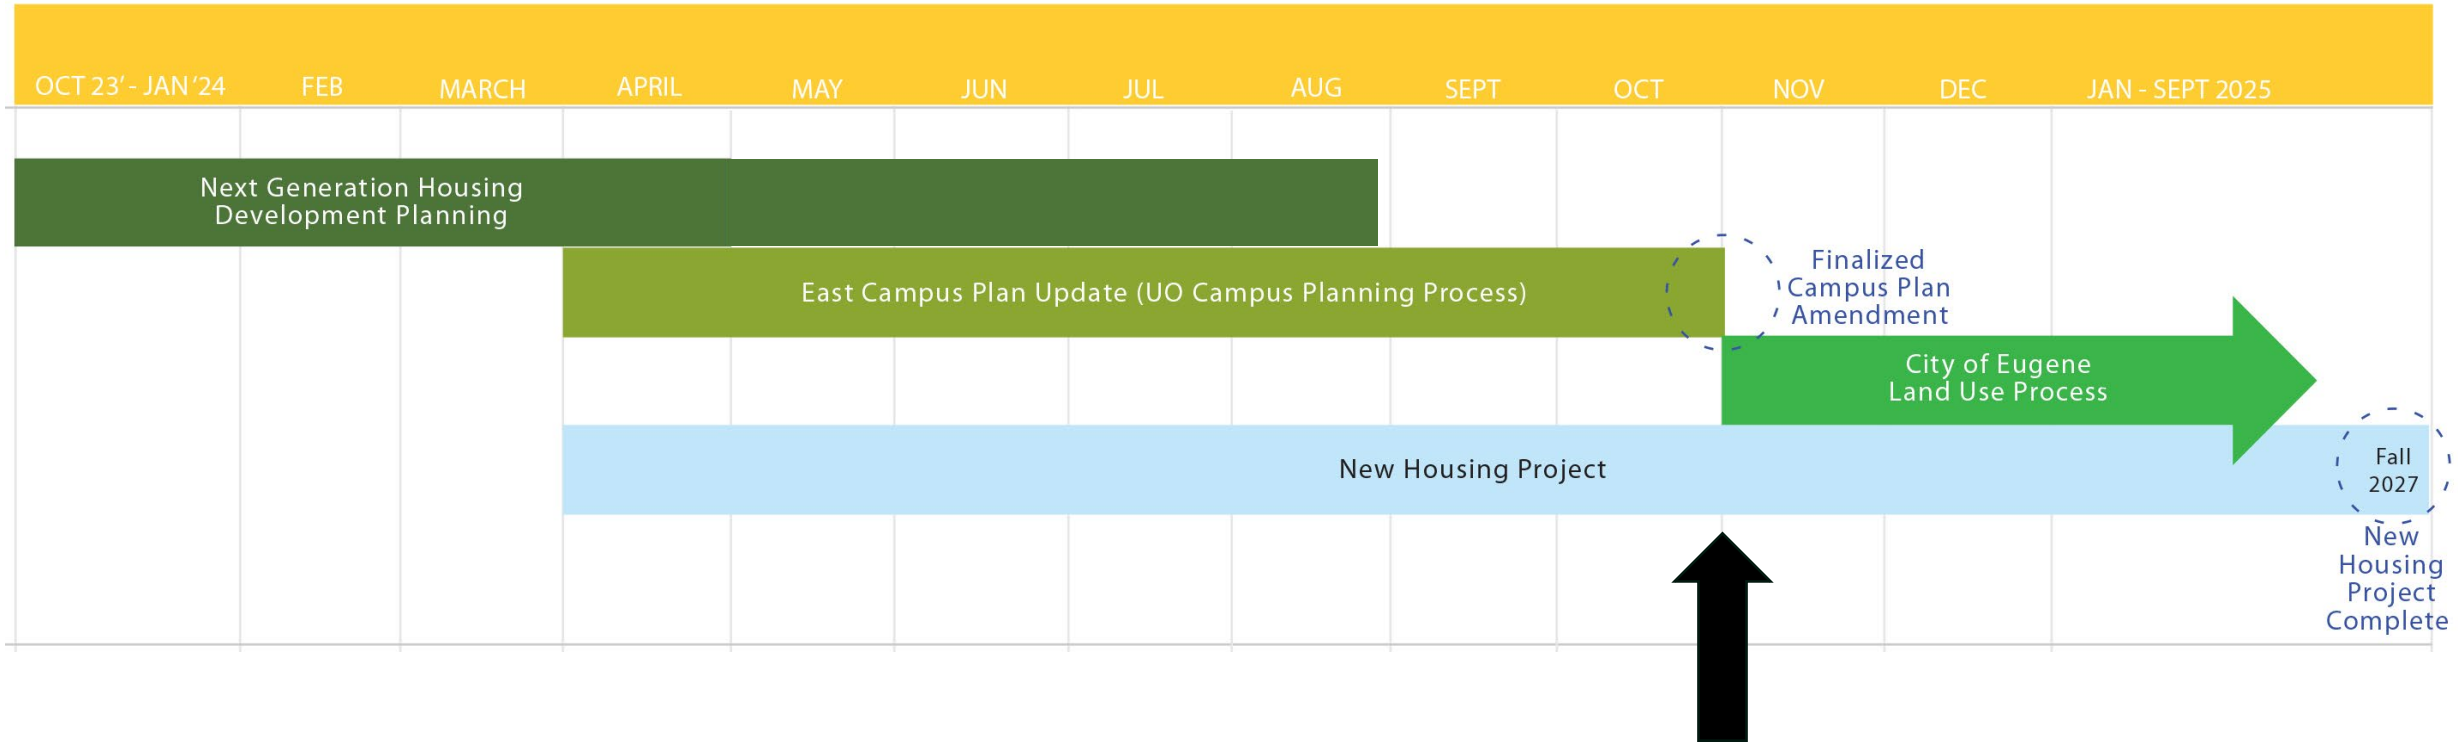 OCT 23’ - JAN ‘24 FEB MARCH APRIL MAY JUN JUL AUG SEPT OCT NOV DEC JAN - SEPT 2025
Next Generation Housing
Development Planning
East Campus Plan Update (UO Campus Planning Process)
Finalized
Campus Plan
Amendment
City of Eugene
Land Use Process
New Housing Project
Fall
2027
New
Housing
Project
Complete